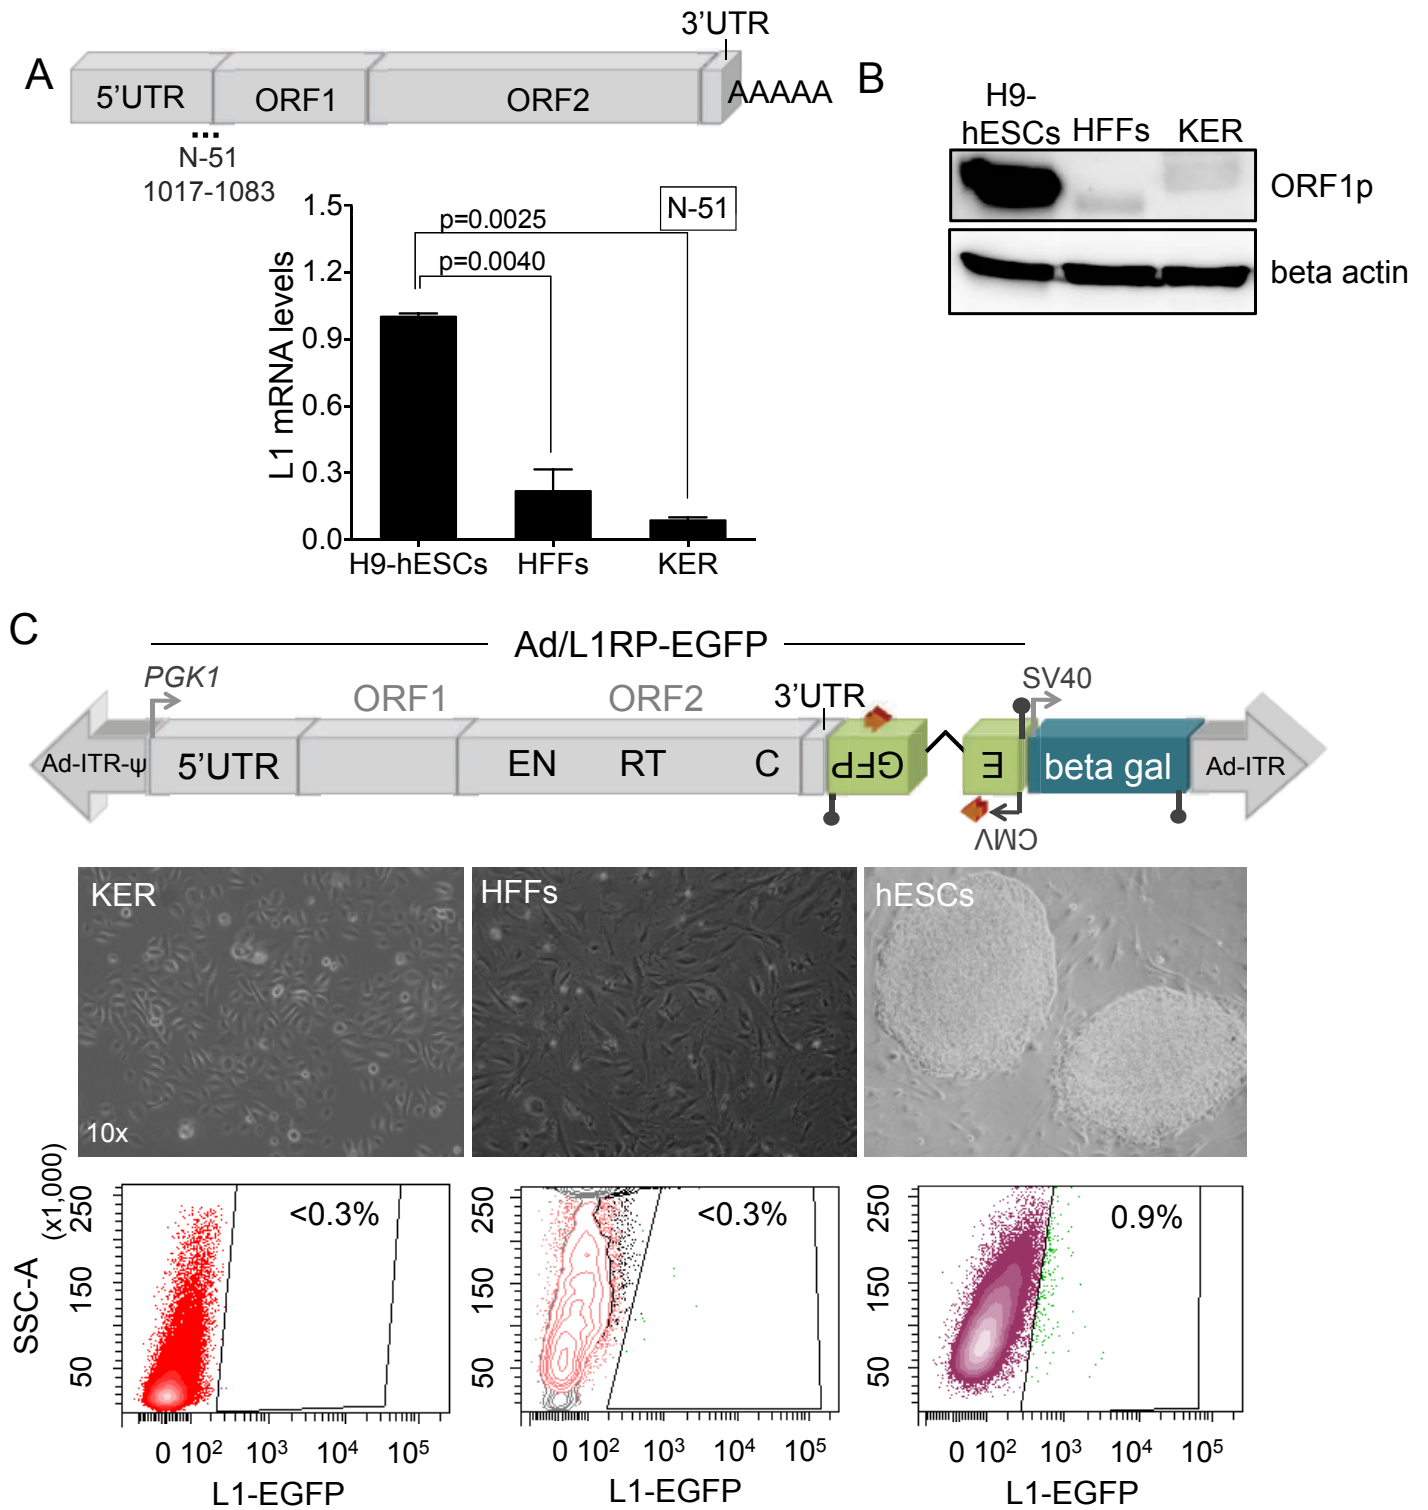 A
3'UTR
5'UTR
ORF1
ORF2
AAAAA
N-51
1017-1083
N-51
p=0.0025
p=0.0040
L1 mRNA levels
1.5
1.2
0.9
0.6
0.3
0.0
H9-hESCs
HFFs
KER
B
H9-
hESCs
HFFs
KER
ORF1p
beta actin
C
Ad/L1RP-EGFP
PGK1
ORF1
ORF2
3'UTR
SV40
Ad-ITR-ψ
5'UTR
EN
RT
C
GFP
E
beta gal
Ad-ITR
CMV
KER
10x
HFFs
hESCs
SSC-A
(x1,000)
250
150
50
<0.3%
0
10²
10³
10⁴
10⁵
L1-EGFP
250
150
50
<0.3%
0
10²
10³
10⁴
10⁵
L1-EGFP
250
150
50
0.9%
0
10²
10³
10⁴
10⁵
L1-EGFP